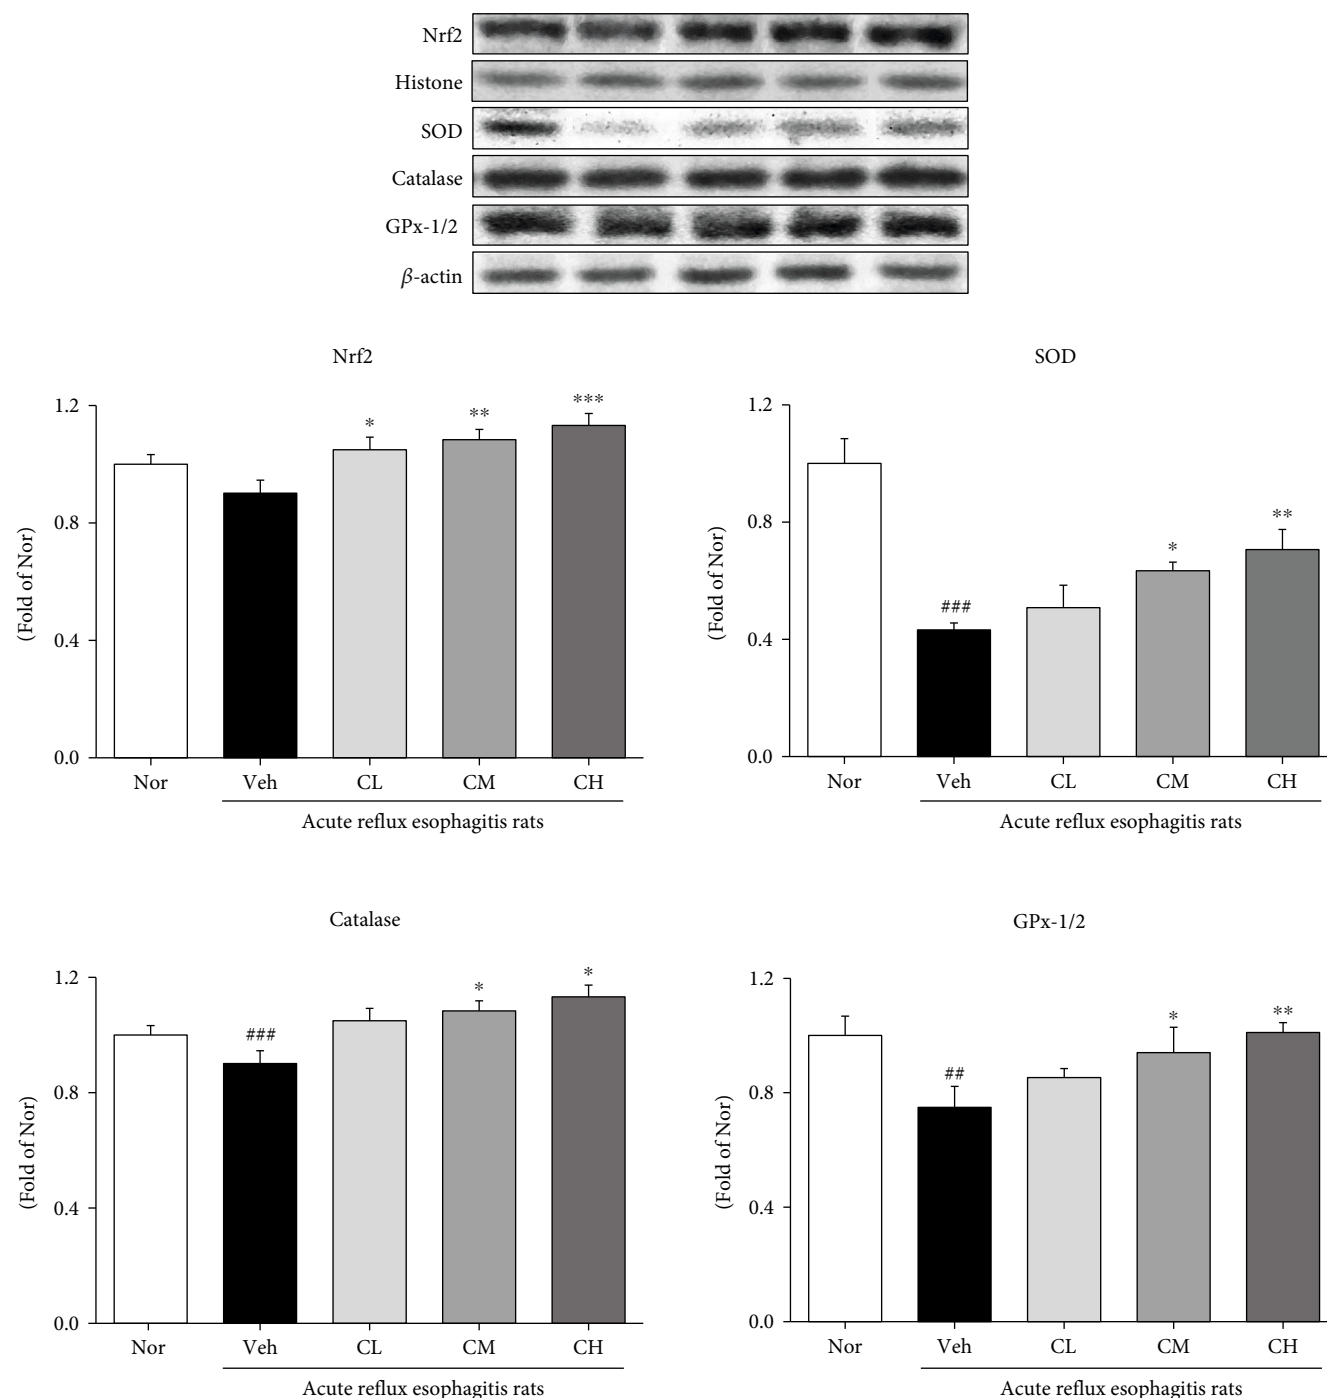 Nrf2
Histone
SOD
Catalase
GPx-1/2
β-actin
Nrf2
1.2
0.8
0.4
0.0
(Fold of Nor)
*
**
***
Nor Veh CL CM CH
Acute reflux esophagitis rats
SOD
1.2
0.8
0.4
0.0
(Fold of Nor)
###
*
**
Nor Veh CL CM CH
Acute reflux esophagitis rats
Catalase
1.2
0.8
0.4
0.0
(Fold of Nor)
###
*
*
Nor Veh CL CM CH
Acute reflux esophagitis rats
GPx-1/2
1.2
0.8
0.4
0.0
(Fold of Nor)
##
*
**
Nor Veh CL CM CH
Acute reflux esophagitis rats